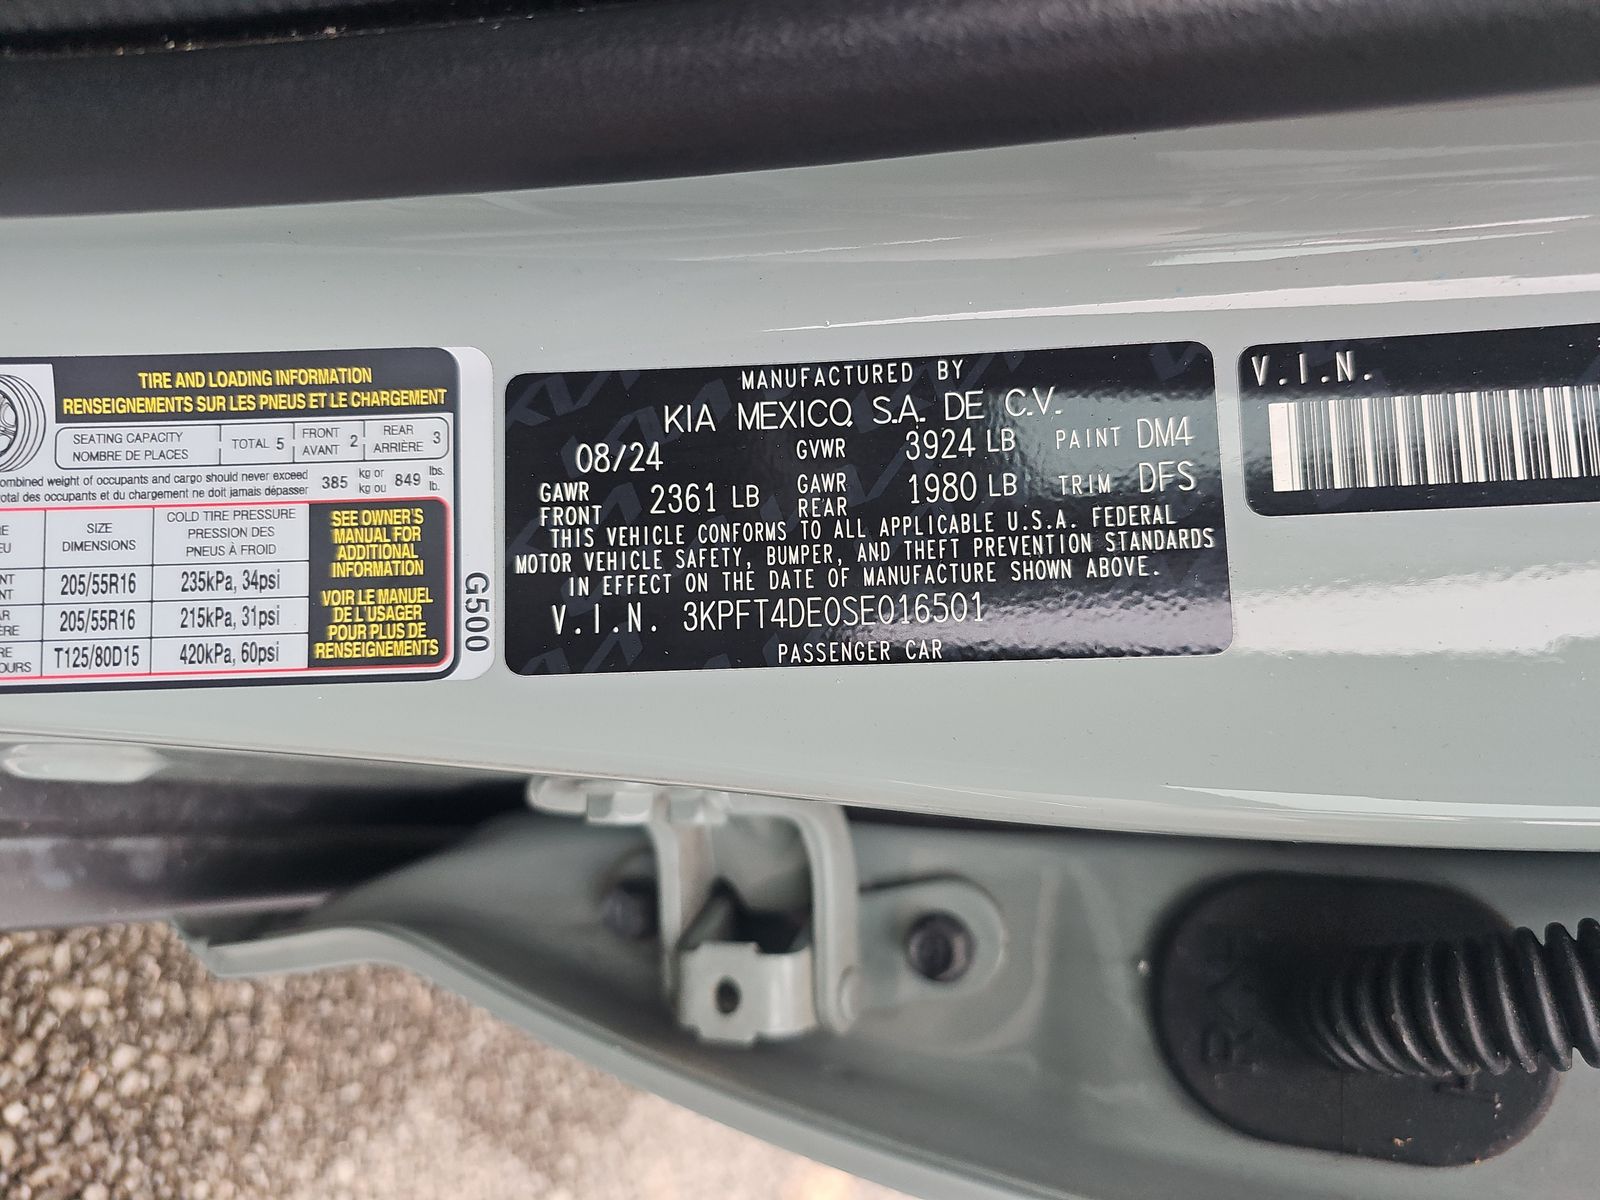 TIRE AND LOADING INFORMATION
RENSEIGNEMENTS SUR LES PNEUS ET LE CHARGEMENT
SEATING CAPACITY
NOMBRE DE PLACES
TOTAL 5
FRONT
AVANT 2
REAR
ARRIÈRE 3
ombined weight of occupants and cargo should never exceed
otal des occupants et du chargement ne doit jamais dépasser
385 kg or
kg ou 849 lbs.
lb.
SIZE
DIMENSIONS
COLD TIRE PRESSURE
PRESSION DES
PNEUS À FROID
205/55R16 235kPa, 34psi
205/55R16 215kPa, 31psi
T125/80D15 420kPa, 60psi
SEE OWNER'S
MANUAL FOR
ADDITIONAL
INFORMATION
VOIR LE MANUEL
DE L'USAGER
POUR PLUS DE
RENSEIGNEMENTS
G500
MANUFACTURED BY
KIA MEXICO, S.A. DE C.V.
08/24 GVWR 3924 LB PAINT DM4
GAWR
FRONT 2361 LB GAWR
REAR 1980 LB TRIM DFS
THIS VEHICLE CONFORMS TO ALL APPLICABLE U.S.A. FEDERAL
MOTOR VEHICLE SAFETY, BUMPER, AND THEFT PREVENTION STANDARDS
IN EFFECT ON THE DATE OF MANUFACTURE SHOWN ABOVE.
V.I.N. 3KPFT4DE0SE016501
PASSENGER CAR
V.I.N.